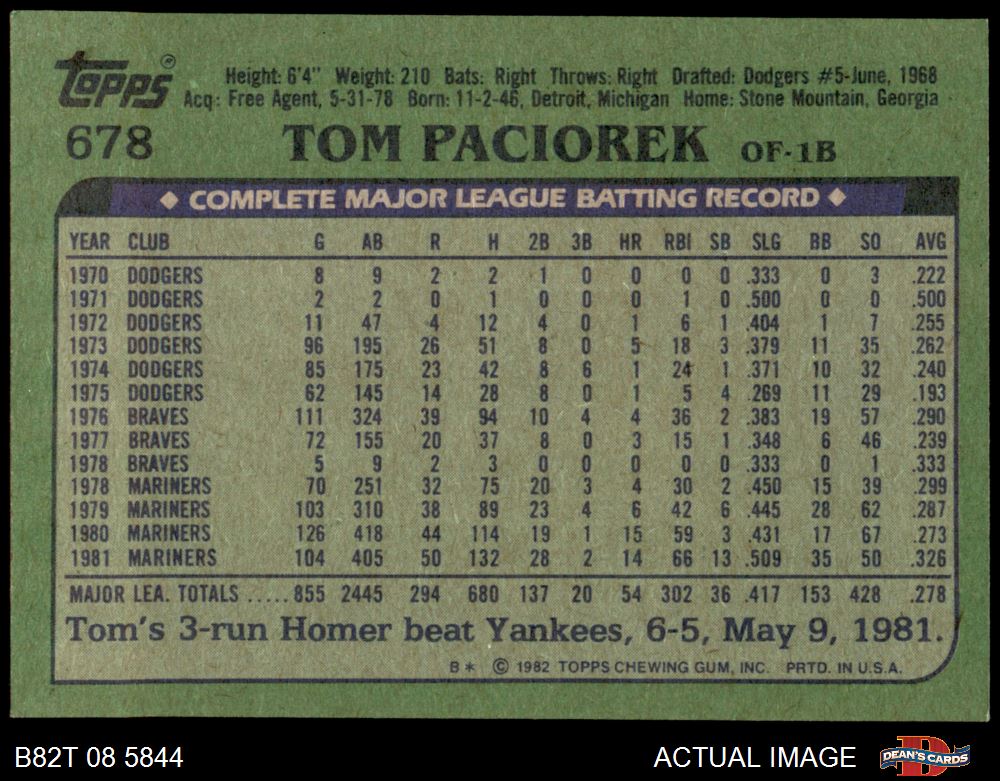 Topps®
Height: 6'4" Weight: 210 Bats: Right Throws: Right Drafted: Dodgers #5-June, 1968
Acq: Free Agent, 5-31-78 Born: 11-2-46, Detroit, Michigan Home: Stone Mountain, Georgia
678 TOM PACIOREK OF-1B
◆ COMPLETE MAJOR LEAGUE BATTING RECORD ◆
YEAR CLUB G AB R H 2B 3B HR RBI SB SLG BB SO AVG
1970 DODGERS 8 9 2 2 1 0 0 0 0 .333 0 3 .222
1971 DODGERS 2 2 0 1 0 0 0 1 0 .500 0 0 .500
1972 DODGERS 11 47 4 12 4 0 1 6 1 .404 1 7 .255
1973 DODGERS 96 195 26 51 8 0 5 18 3 .379 11 35 .262
1974 DODGERS 85 175 23 42 8 6 1 24 1 .371 10 32 .240
1975 DODGERS 62 145 14 28 8 0 1 5 4 .269 11 29 .193
1976 BRAVES 111 324 39 94 10 4 4 36 2 .383 19 57 .290
1977 BRAVES 72 155 20 37 8 0 3 15 1 .348 6 46 .239
1978 BRAVES 5 9 2 3 0 0 0 0 0 .333 0 1 .333
1978 MARINERS 70 251 32 75 20 3 4 30 2 .450 15 39 .299
1979 MARINERS 103 310 38 89 23 4 6 42 6 .445 28 62 .287
1980 MARINERS 126 418 44 114 19 1 15 59 3 .431 17 67 .273
1981 MARINERS 104 405 50 132 28 2 14 66 13 .509 35 50 .326
MAJOR LEA. TOTALS .....855 2445 294 680 137 20 54 302 36 .417 153 428 .278
Tom's 3-run Homer beat Yankees, 6-5, May 9, 1981.
B* © 1982 TOPPS CHEWING GUM, INC. PRTD. IN U.S.A.
B82T 08 5844 ACTUAL IMAGE D DEAN'S CARDS